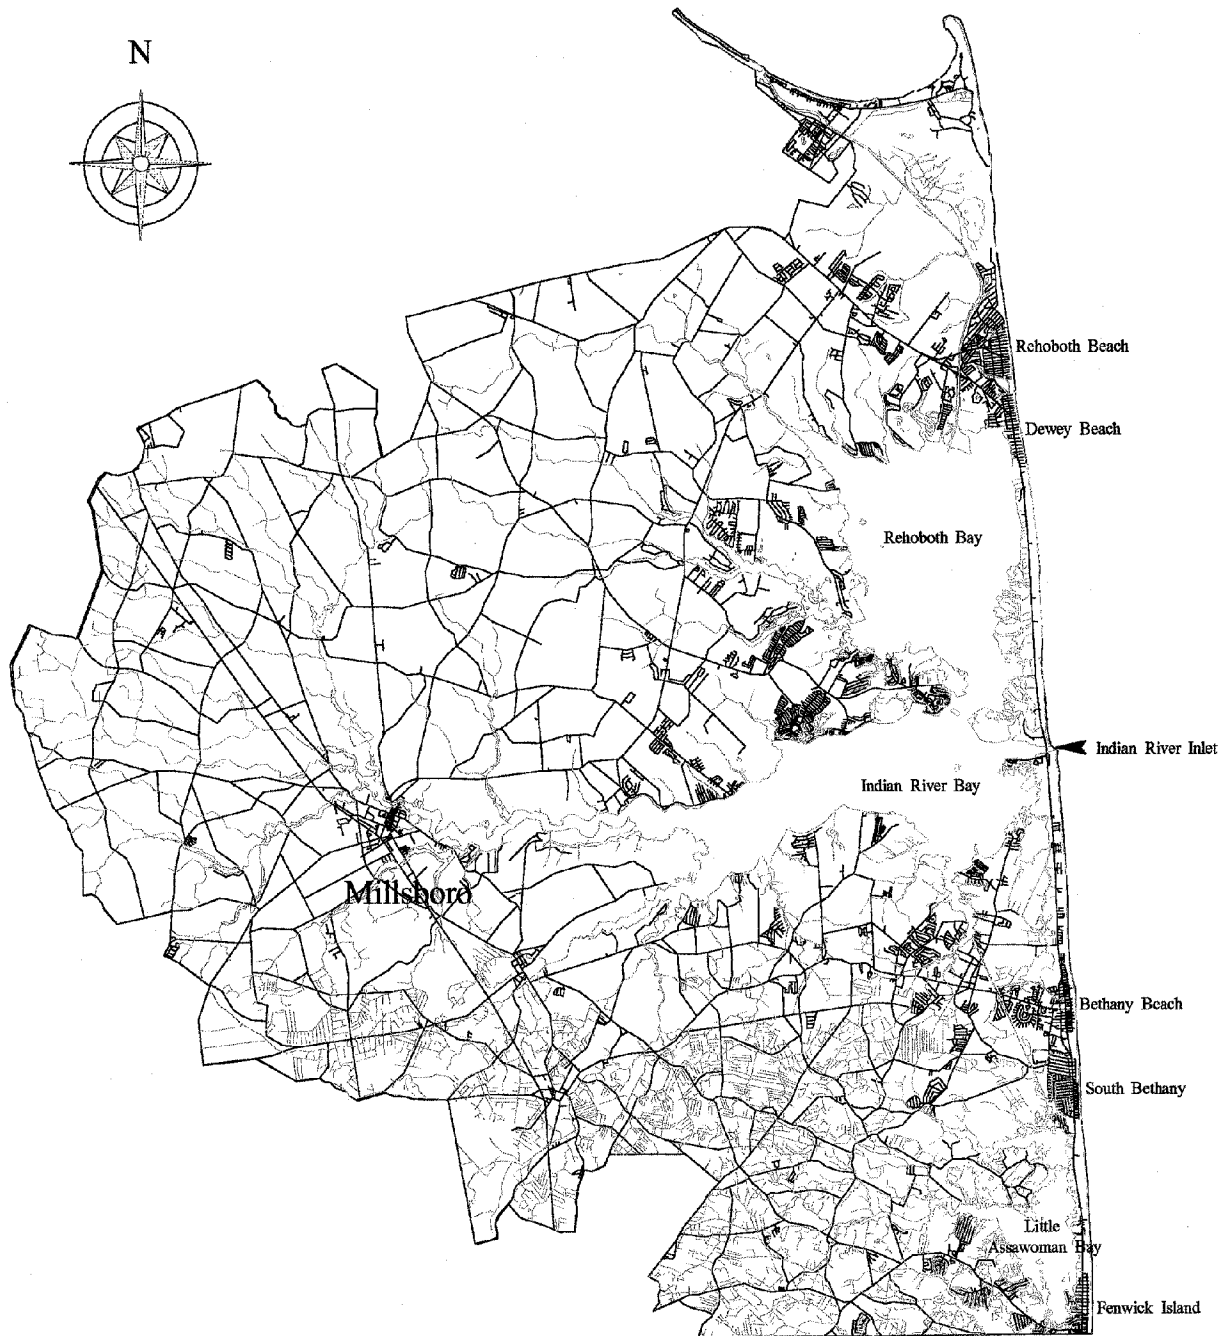 N
Rehoboth Beach
Dewey Beach
Rehoboth Bay
Indian River Inlet
Indian River Bay
Millsboro
Bethany Beach
South Bethany
Little
Assawoman Bay
Fenwick Island